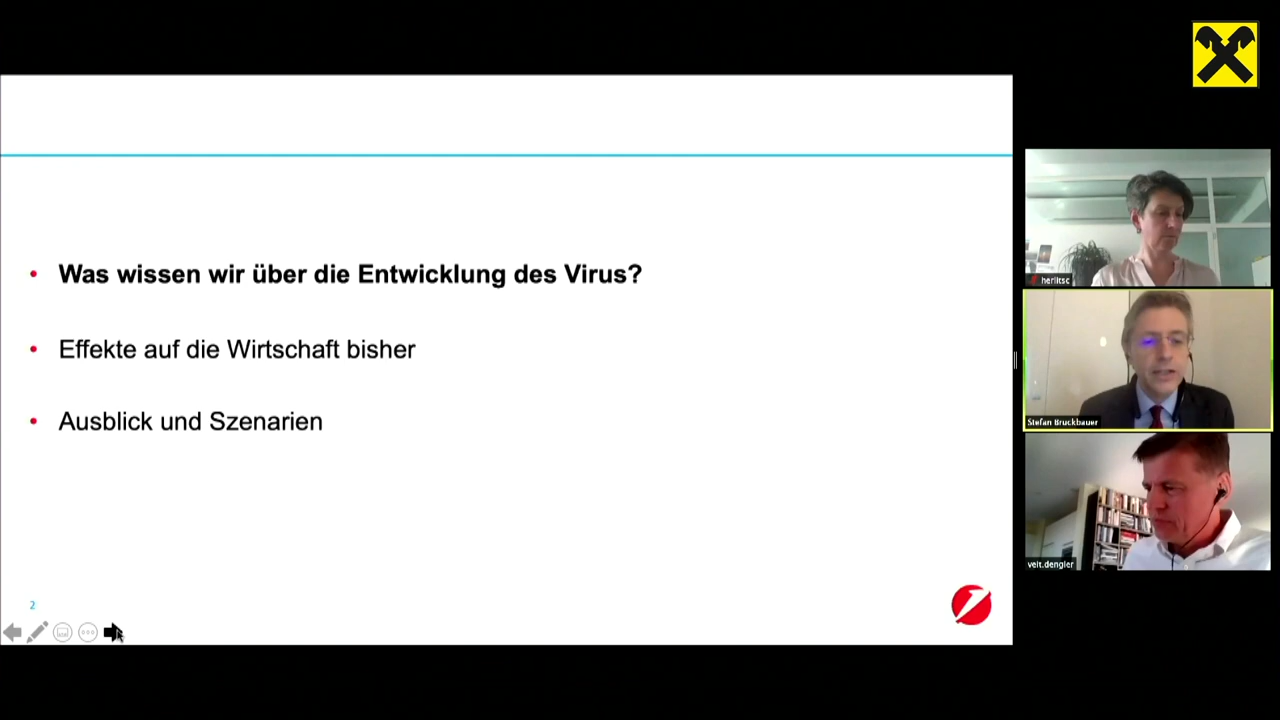 • Was wissen wir über die Entwicklung des Virus?
• Effekte auf die Wirtschaft bisher
• Ausblick und Szenarien
2
herlitsc
Stefan Bruckbauer
veit.dengler